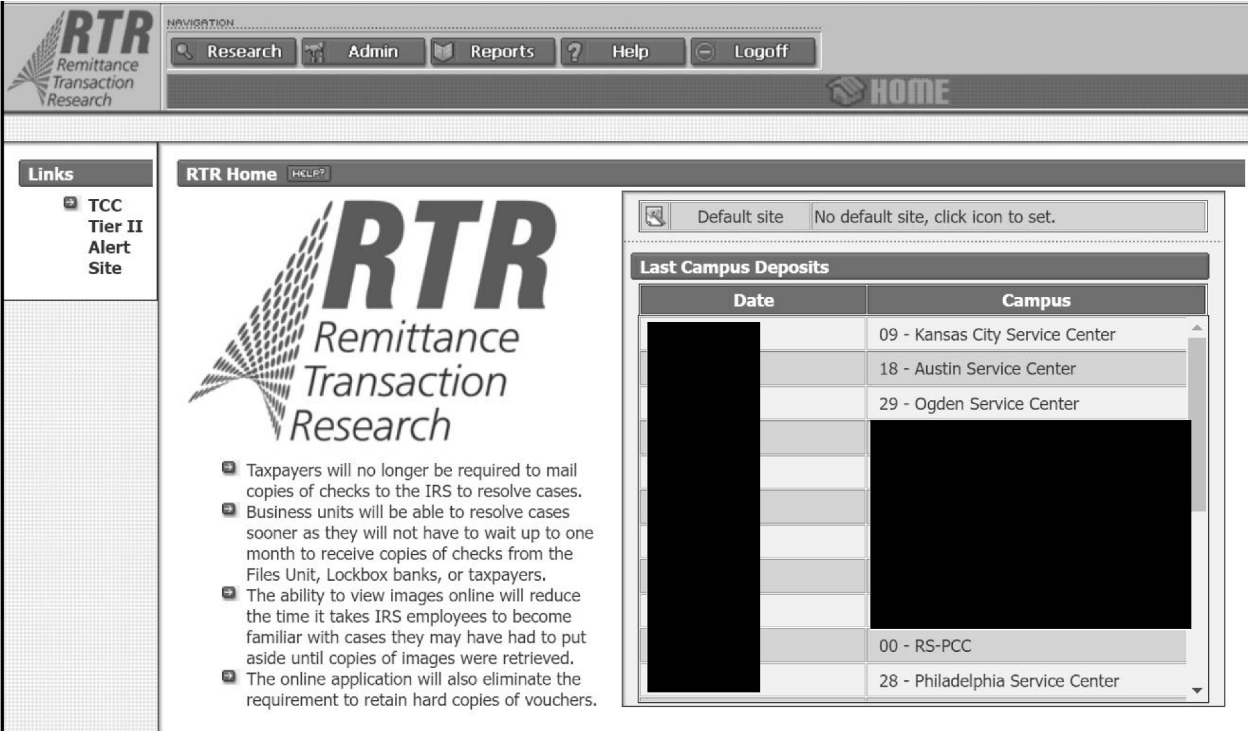 RTR
Remittance
Transaction
Research
NAVIGATION
Research
Admin
Reports
? Help
Logoff
HOME
Links
TCC
Tier II
Alert
Site
RTR Home HELP?
RTR
Remittance
Transaction
Research
Taxpayers will no longer be required to mail
copies of checks to the IRS to resolve cases.
Business units will be able to resolve cases
sooner as they will not have to wait up to one
month to receive copies of checks from the
Files Unit, Lockbox banks, or taxpayers.
The ability to view images online will reduce
the time it takes IRS employees to become
familiar with cases they may have had to put
aside until copies of images were retrieved.
The online application will also eliminate the
requirement to retain hard copies of vouchers.
Default site No default site, click icon to set.
Last Campus Deposits
Date Campus
09 - Kansas City Service Center
18 - Austin Service Center
29 - Ogden Service Center
00 - RS-PCC
28 - Philadelphia Service Center